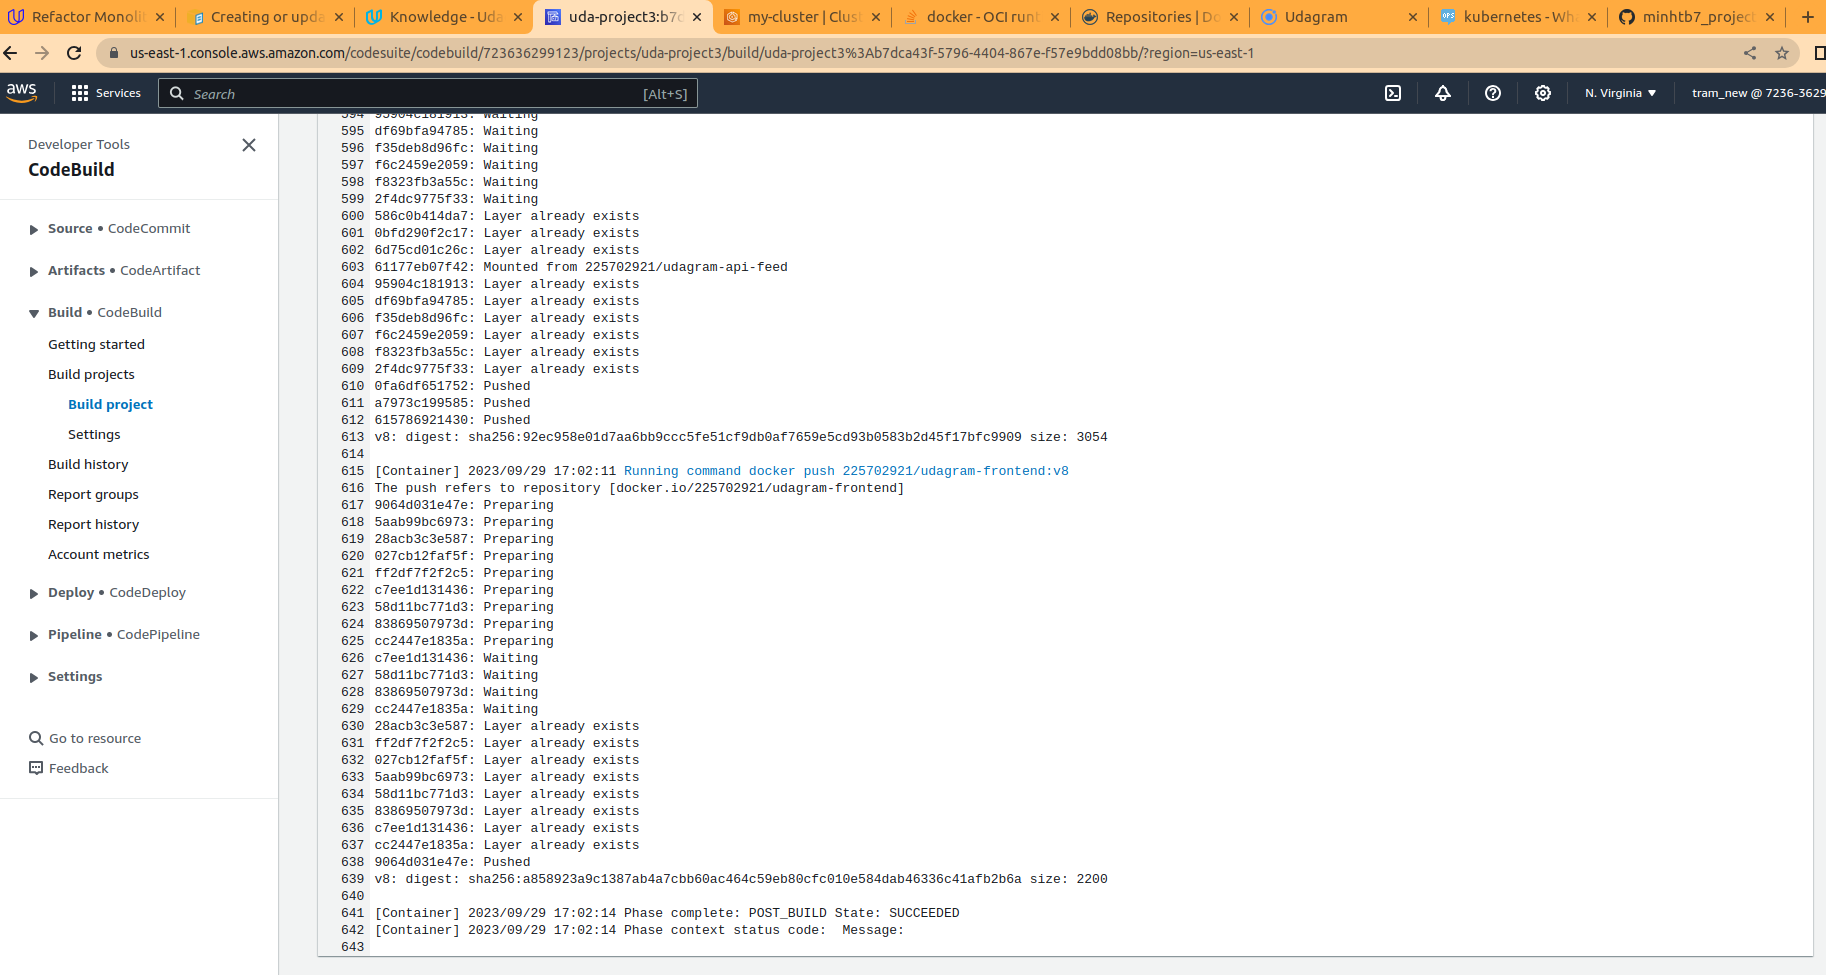 Refactor Monolit
Creating or upda
Knowledge - Uda
uda-project3:b7d
my-cluster | Clus
docker - OCI runt
Repositories | Do
Udagram
kubernetes - Wh
minhtb7_projec
us-east-1.console.aws.amazon.com/codesuite/codebuild/723636299123/projects/uda-project3/build/uda-project3%3Ab7dca43f-5796-4404-867e-f57e9bdd08bb/?region=us-east-1
aws
Services
Search
[Alt+S]
N. Virginia
tram_new @ 7236-3629
Developer Tools
CodeBuild
Source • CodeCommit
Artifacts • CodeArtifact
Build • CodeBuild
Getting started
Build projects
Build project
Settings
Build history
Report groups
Report history
Account metrics
Deploy • CodeDeploy
Pipeline • CodePipeline
Settings
Go to resource
Feedback
594 95904c181913: Waiting
595 df69bfa94785: Waiting
596 f35deb8d96fc: Waiting
597 f6c2459e2059: Waiting
598 f8323fb3a55c: Waiting
599 2f4dc9775f33: Waiting
600 586c0b414da7: Layer already exists
601 0bfd290f2c17: Layer already exists
602 6d75cd01c26c: Layer already exists
603 61177eb07f42: Mounted from 225702921/udagram-api-feed
604 95904c181913: Layer already exists
605 df69bfa94785: Layer already exists
606 f35deb8d96fc: Layer already exists
607 f6c2459e2059: Layer already exists
608 f8323fb3a55c: Layer already exists
609 2f4dc9775f33: Layer already exists
610 0fa6df651752: Pushed
611 a7973c199585: Pushed
612 615786921430: Pushed
613 v8: digest: sha256:92ec958e01d7aa6bb9ccc5fe51cf9db0af7659e5cd93b0583b2d45f17bfc9909 size: 3054
614
615 [Container] 2023/09/29 17:02:11 Running command docker push 225702921/udagram-frontend:v8
616 The push refers to repository [docker.io/225702921/udagram-frontend]
617 9064d031e47e: Preparing
618 5aab99bc6973: Preparing
619 28acb3c3e587: Preparing
620 027cb12faf5f: Preparing
621 ff2df7f2f2c5: Preparing
622 c7ee1d131436: Preparing
623 58d11bc771d3: Preparing
624 83869507973d: Preparing
625 cc2447e1835a: Preparing
626 c7ee1d131436: Waiting
627 58d11bc771d3: Waiting
628 83869507973d: Waiting
629 cc2447e1835a: Waiting
630 28acb3c3e587: Layer already exists
631 ff2df7f2f2c5: Layer already exists
632 027cb12faf5f: Layer already exists
633 5aab99bc6973: Layer already exists
634 58d11bc771d3: Layer already exists
635 83869507973d: Layer already exists
636 c7ee1d131436: Layer already exists
637 cc2447e1835a: Layer already exists
638 9064d031e47e: Pushed
639 v8: digest: sha256:a858923a9c1387ab4a7cbb60ac464c59eb80cfc010e584dab46336c41afb2b6a size: 2200
640
641 [Container] 2023/09/29 17:02:14 Phase complete: POST_BUILD State: SUCCEEDED
642 [Container] 2023/09/29 17:02:14 Phase context status code:  Message:
643